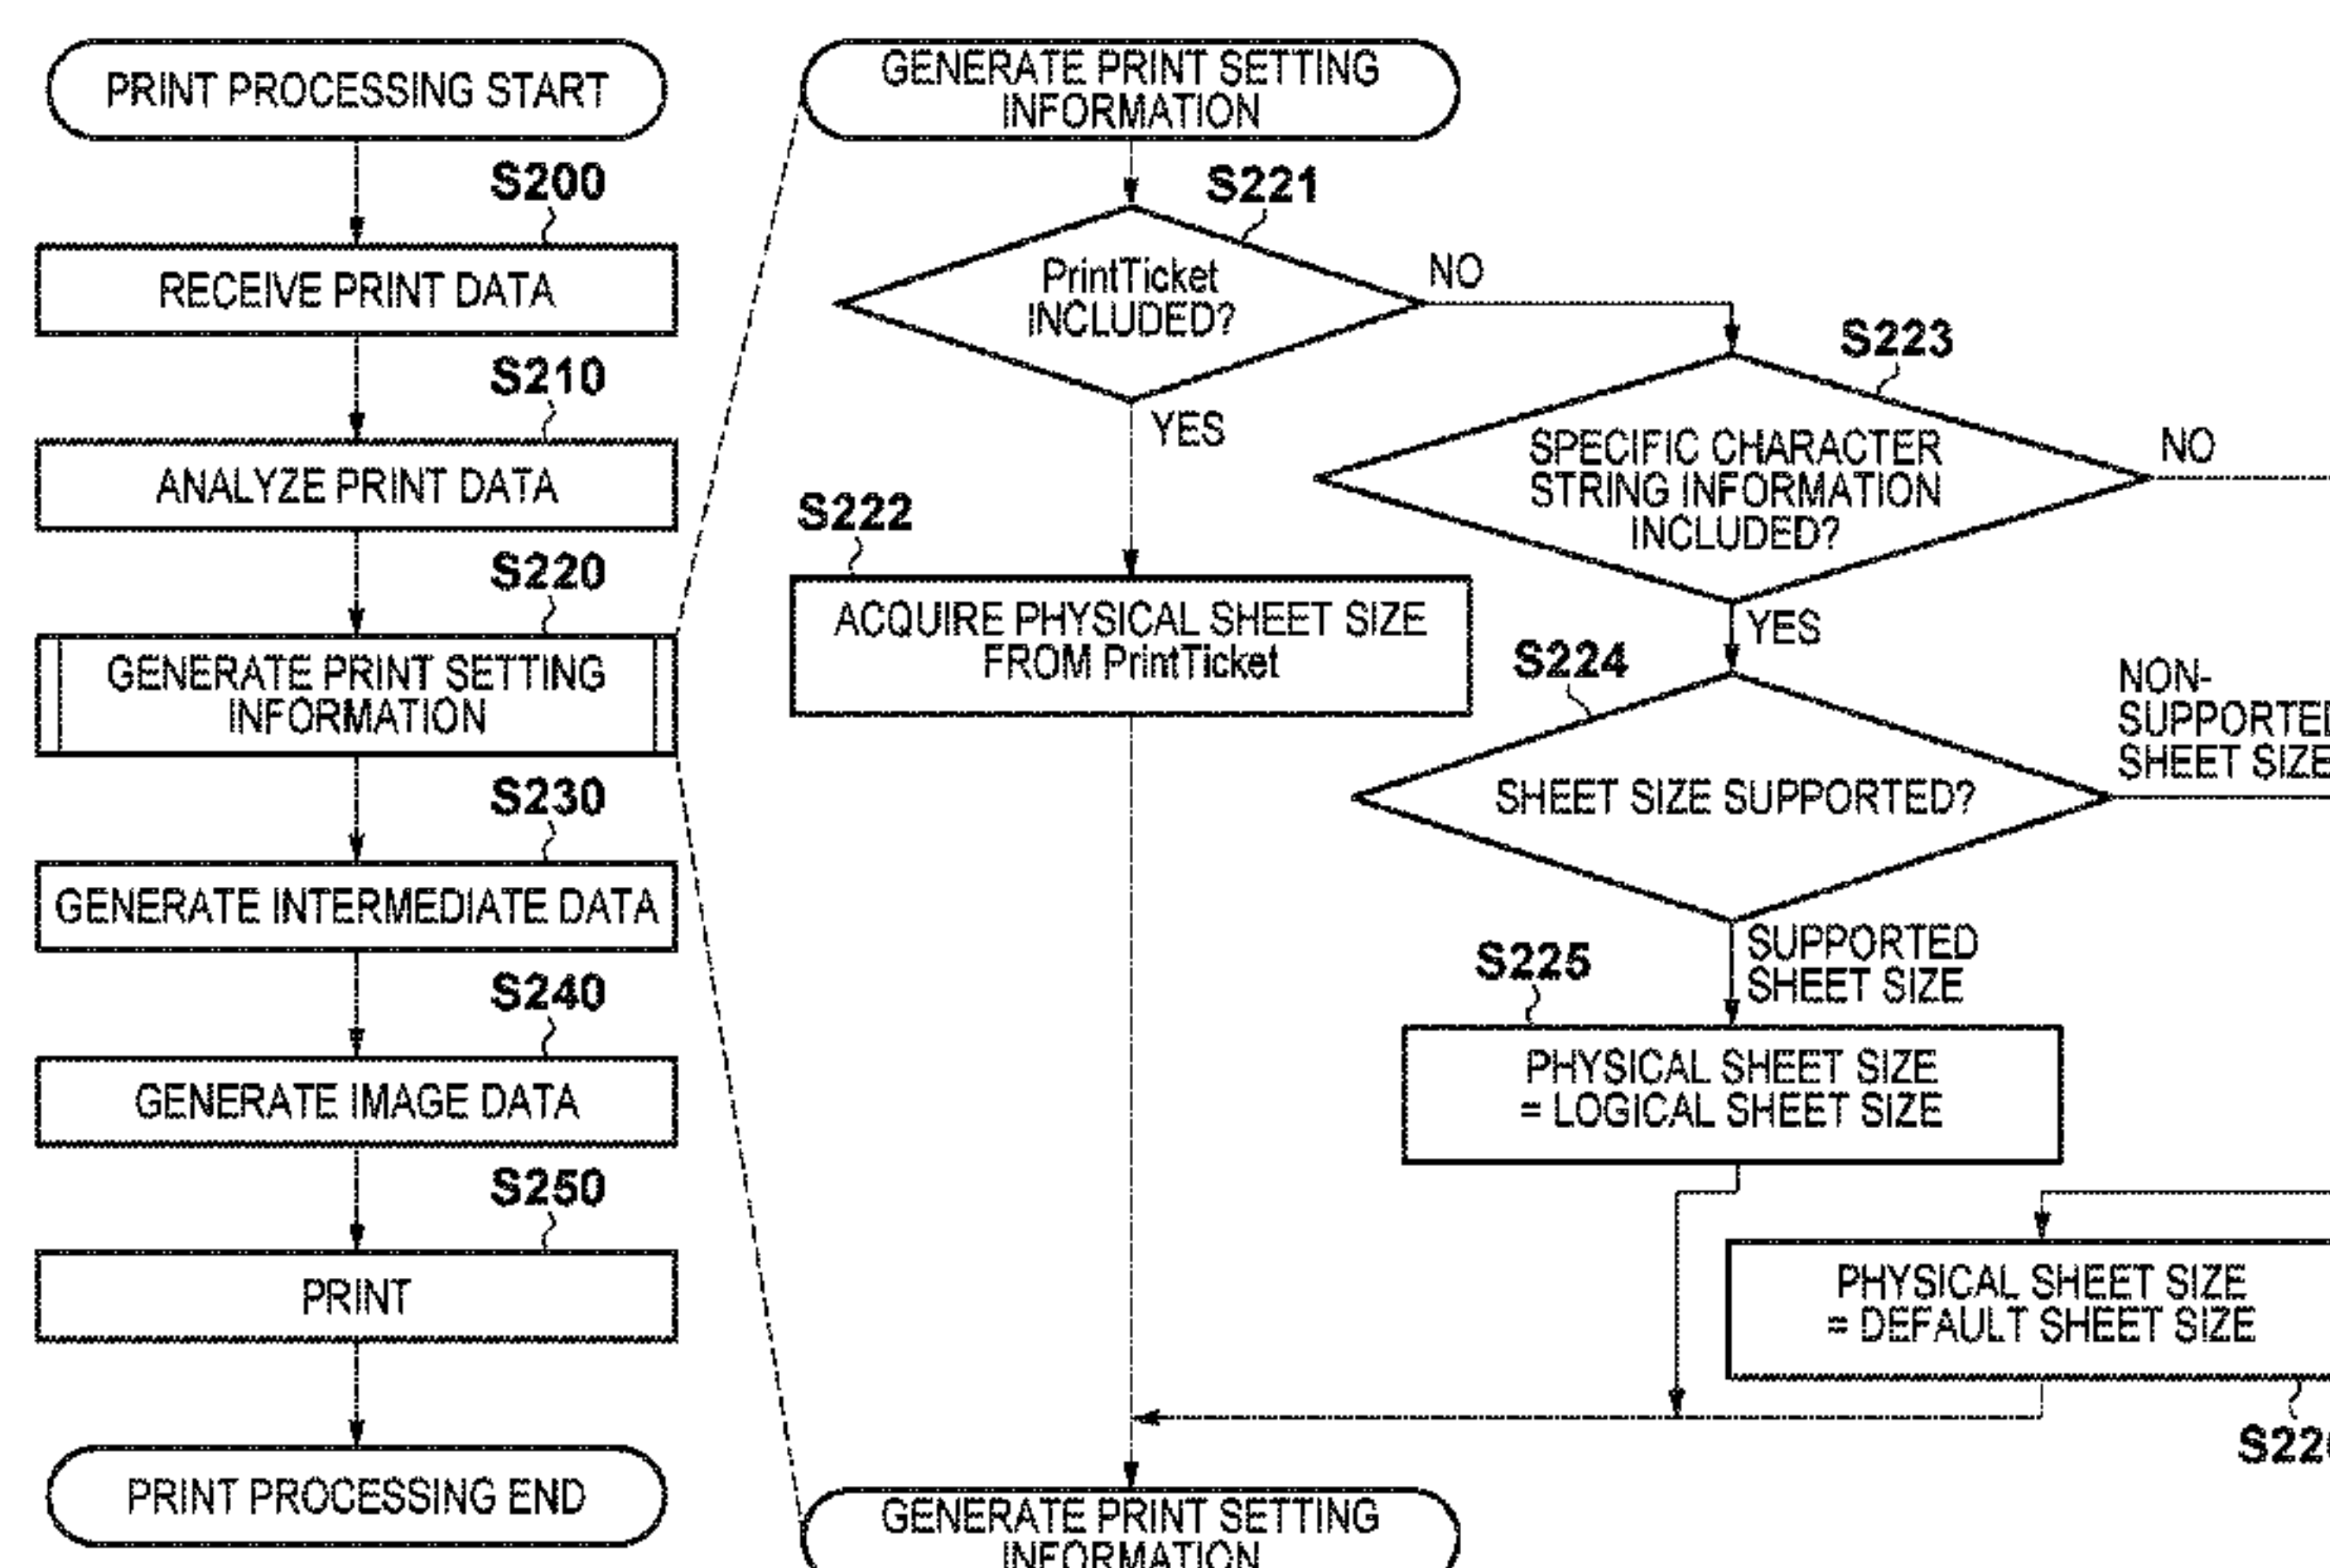 PRINT PROCESSING START
S200
RECEIVE PRINT DATA
S210
ANALYZE PRINT DATA
S220
GENERATE PRINT SETTING
INFORMATION
S230
GENERATE INTERMEDIATE DATA
S240
GENERATE IMAGE DATA
S250
PRINT
PRINT PROCESSING END
GENERATE PRINT SETTING
INFORMATION
S221
PrintTicket
INCLUDED?
NO
YES
S222
ACQUIRE PHYSICAL SHEET SIZE
FROM PrintTicket
S223
SPECIFIC CHARACTER
STRING INFORMATION
INCLUDED?
NO
YES
S224
SHEET SIZE SUPPORTED?
NON-
SUPPORTED
SHEET SIZE
SUPPORTED
SHEET SIZE
S225
PHYSICAL SHEET SIZE
= LOGICAL SHEET SIZE
PHYSICAL SHEET SIZE
= DEFAULT SHEET SIZE
GENERATE PRINT SETTING
INFORMATION